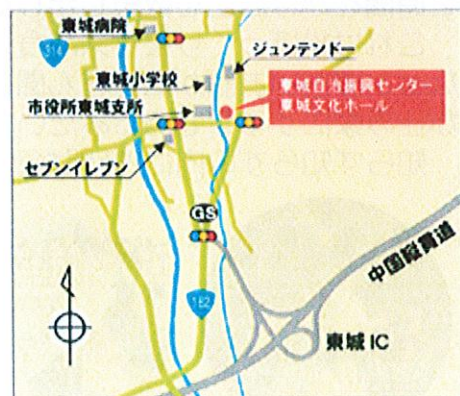 東城病院
314
ジュンテンドー
東城小学校
東城自治振興センター
東城文化ホール
市役所東城支所
セブンイレブン
GS
中国縦貫道
182
東城IC